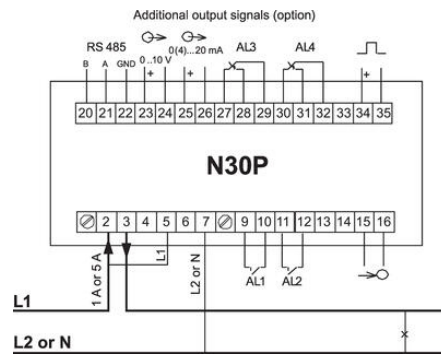 Additional output signals (option)
RS 485
0(4)...20 mA
AL3
AL4
B A GND 0..10 V
+ + +
20 21 22 23 24 25 26 27 28 29 30 31 32 33 34 35
N30P
2 3 4 5 6 7 9 10 11 12 13 14 15 16
1 A or 5 A
L1
L2 or N
AL1
AL2
L1
L2 or N